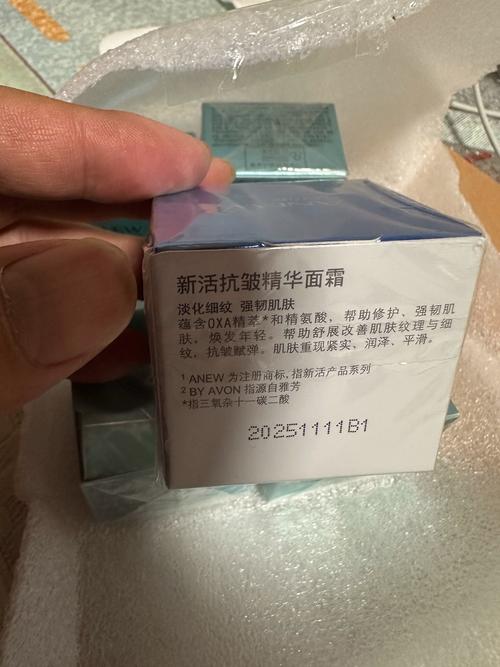 新活抗皱精华面霜
淡化细纹 强韧肌肤
蕴含OXA精萃*和精氨酸，帮助修护、强韧肌
肤，焕发年轻。帮助舒展改善肌肤纹理与细
纹，抗皱赋弹。肌肤重现紧实、润泽、平滑。
¹ ANEW 为注册商标，指新活产品系列
² BY AVON 指源自雅芳
*指三氧杂十一碳二酸
20251111B1